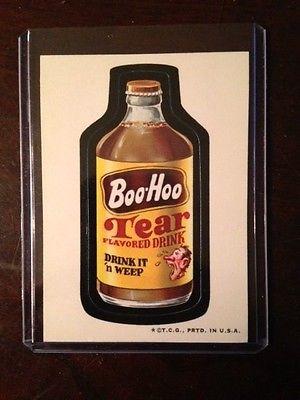 Boo-Hoo
Tear
FLAVORED DRINK
DRINK IT
'n WEEP
*©T.C.G., PRTD. IN U.S.A.